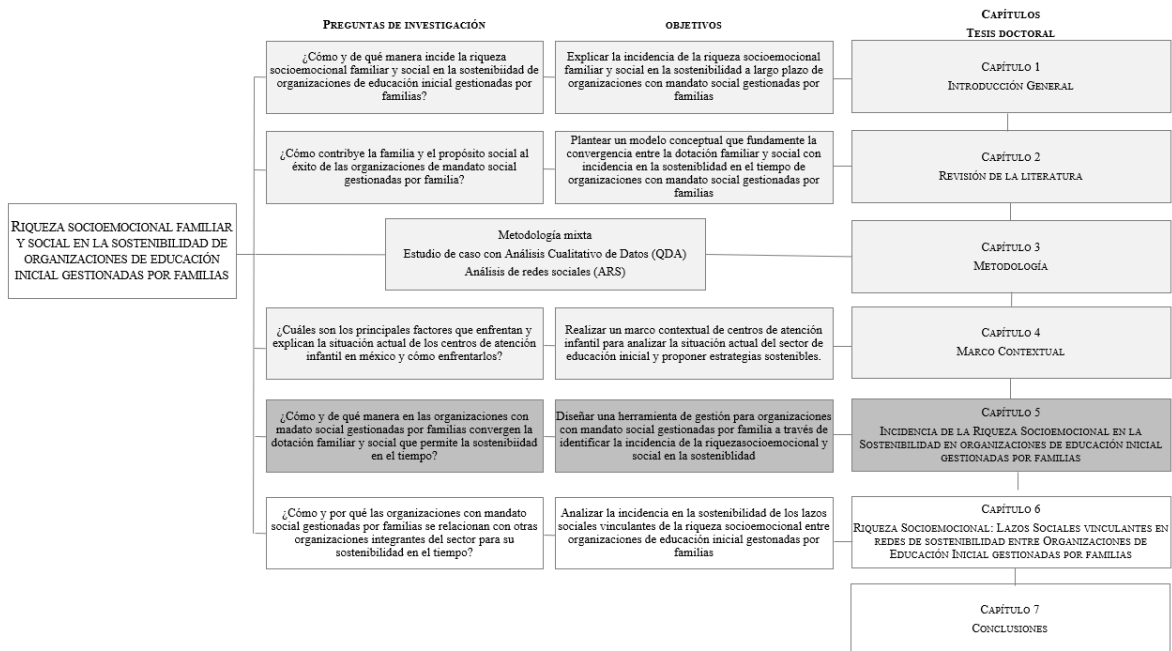 PREGUNTAS DE INVESTIGACIÓN
OBJETIVOS
CAPÍTULOS
TESIS DOCTORAL
RIQUEZA SOCIOEMOCIONAL FAMILIAR
Y SOCIAL EN LA SOSTENIBILIDAD DE
ORGANIZACIONES DE EDUCACIÓN
INICIAL GESTIONADAS POR FAMILIAS
¿Cómo y de qué manera incide la riqueza
socioemocional familiar y social en la sostenibiidad de
organizaciones de educación inicial gestionadas por
familias?
Explicar la incidencia de la riqueza socioemocional
familiar y social en la sostenibilidad a largo plazo de
organizaciones con mandato social gestionadas por
familias
CAPÍTULO 1
INTRODUCCIÓN GENERAL
¿Cómo contribye la familia y el propósito social al
éxito de las organizaciones de mandato social
gestionadas por familia?
Plantear un modelo conceptual que fundamente la
convergencia entre la dotación familiar y social con
incidencia en la sosteniblidad en el tiempo de
organizaciones con mandato social gestionadas por
familias
CAPÍTULO 2
REVISIÓN DE LA LITERATURA
Metodología mixta
Estudio de caso con Análisis Cualitativo de Datos (QDA)
Análisis de redes sociales (ARS)
CAPÍTULO 3
METODOLOGÍA
¿Cuáles son los principales factores que enfrentan y
explican la situación actual de los centros de atención
infantil en méxico y cómo enfrentarlos?
Realizar un marco contextual de centros de atención
infantil para analizar la situación actual del sector de
educación inicial y proponer estrategias sostenibles.
CAPÍTULO 4
MARCO CONTEXTUAL
¿Cómo y de qué manera en las organizaciones con
madato social gestionadas por familias convergen la
dotación familiar y social que permite la sostenibiidad
en el tiempo?
Diseñar una herramienta de gestión para organizaciones
con mandato social gestionadas por familia a través de
identificar la incidencia de la riquezasocioemocional y
social en la sosteniblidad
CAPÍTULO 5
INCIDENCIA DE LA RIQUEZA SOCIOEMOCIONAL EN LA
SOSTENIBILIDAD EN ORGANIZACIONES DE EDUCACIÓN INICIAL
GESTIONADAS POR FAMILIAS
¿Cómo y por qué las organizaciones con mandato
social gestionadas por familias se relacionan con otras
organizaciones integrantes del sector para su
sostenibilidad en el tiempo?
Analizar la incidencia en la sostenibilidad de los lazos
sociales vinculantes de la riqueza socioemocional entre
organizaciones de educación inicial gestonadas por
familias
CAPÍTULO 6
RIQUEZA SOCIOEMOCIONAL: LAZOS SOCIALES VINCULANTES EN
REDES DE SOSTENIBILIDAD ENTRE ORGANIZACIONES DE
EDUCACIÓN INICIAL GESTIONADAS POR FAMILIAS
CAPÍTULO 7
CONCLUSIONES